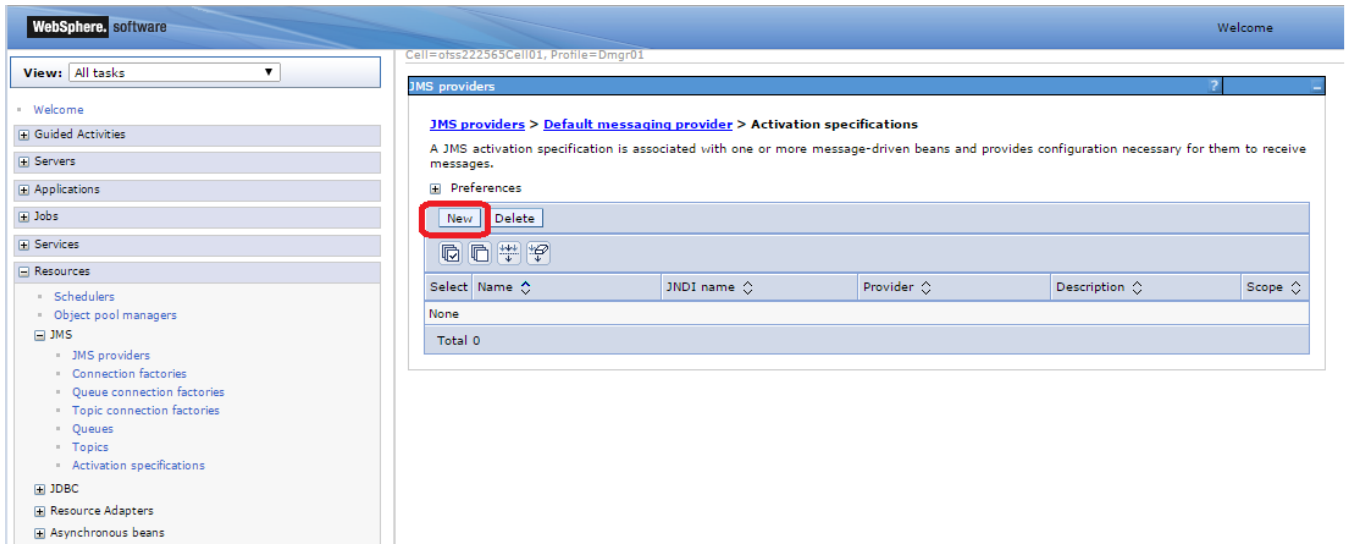 WebSphere. software
Welcome
View: All tasks
Welcome
Guided Activities
Servers
Applications
Jobs
Services
Resources
Schedulers
Object pool managers
JMS
JMS providers
Connection factories
Queue connection factories
Topic connection factories
Queues
Topics
Activation specifications
JDBC
Resource Adapters
Asynchronous beans
Cell=ofss222565Cell01, Profile=Dmgr01
JMS providers ? -
JMS providers > Default messaging provider > Activation specifications
A JMS activation specification is associated with one or more message-driven beans and provides configuration necessary for them to receive
messages.
Preferences
New Delete
Select Name JNDI name Provider Description Scope
None
Total 0